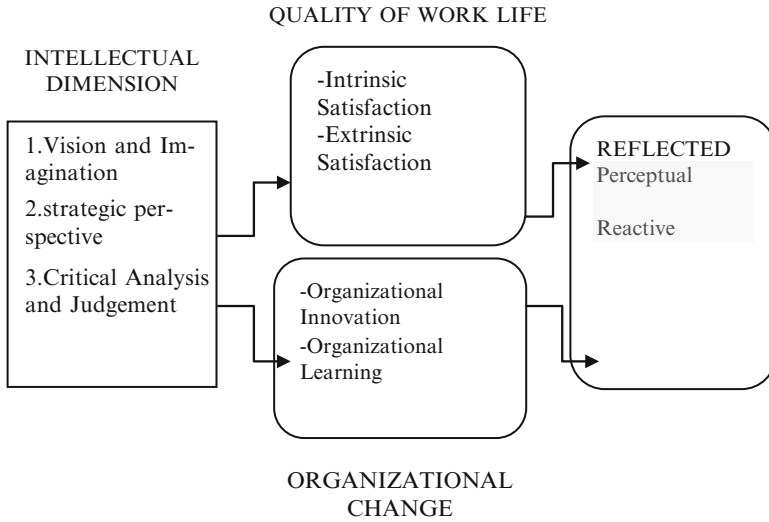 QUALITY OF WORK LIFE
INTELLECTUAL
DIMENSION
1.Vision and Im-
agination
2.strategic per-
spective
3.Critical Analysis
and Judgement
-Intrinsic
Satisfaction
-Extrinsic
Satisfaction
-Organizational
Innovation
-Organizational
Learning
REFLECTED
Perceptual
Reactive
ORGANIZATIONAL
CHANGE